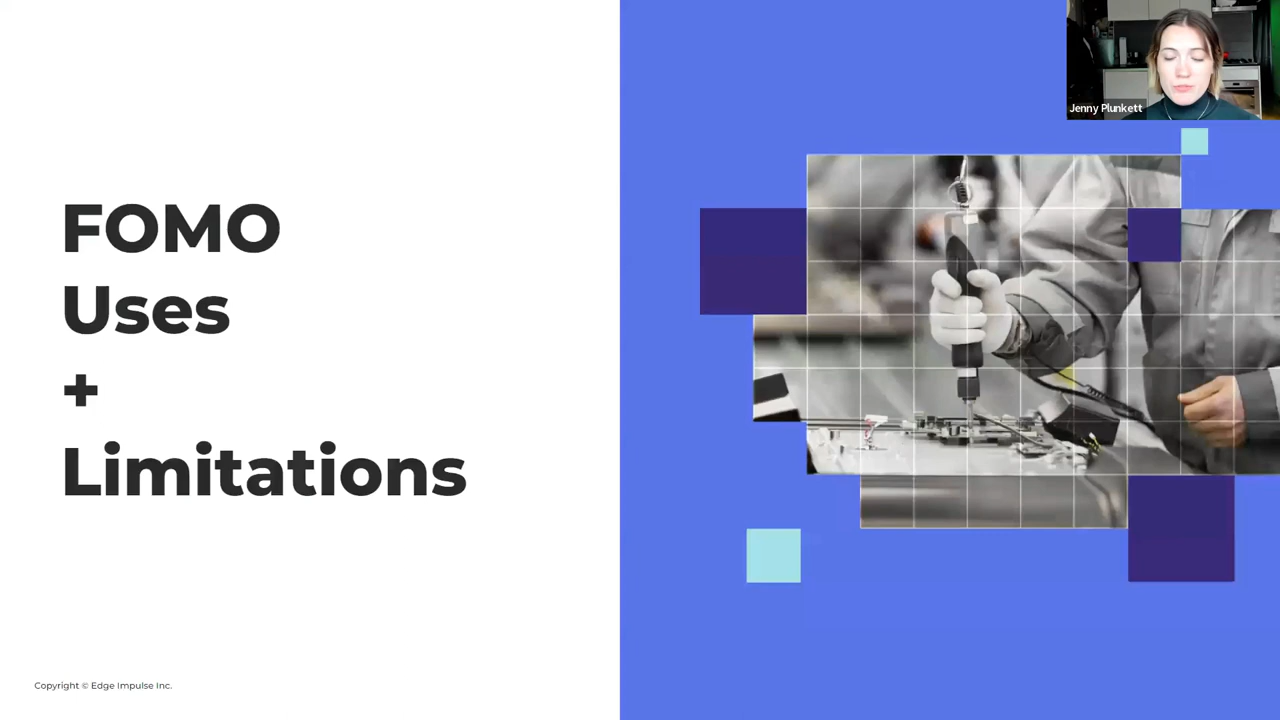 Jenny Plunkett
FOMO
Uses
+
Limitations
Copyright © Edge Impulse Inc.